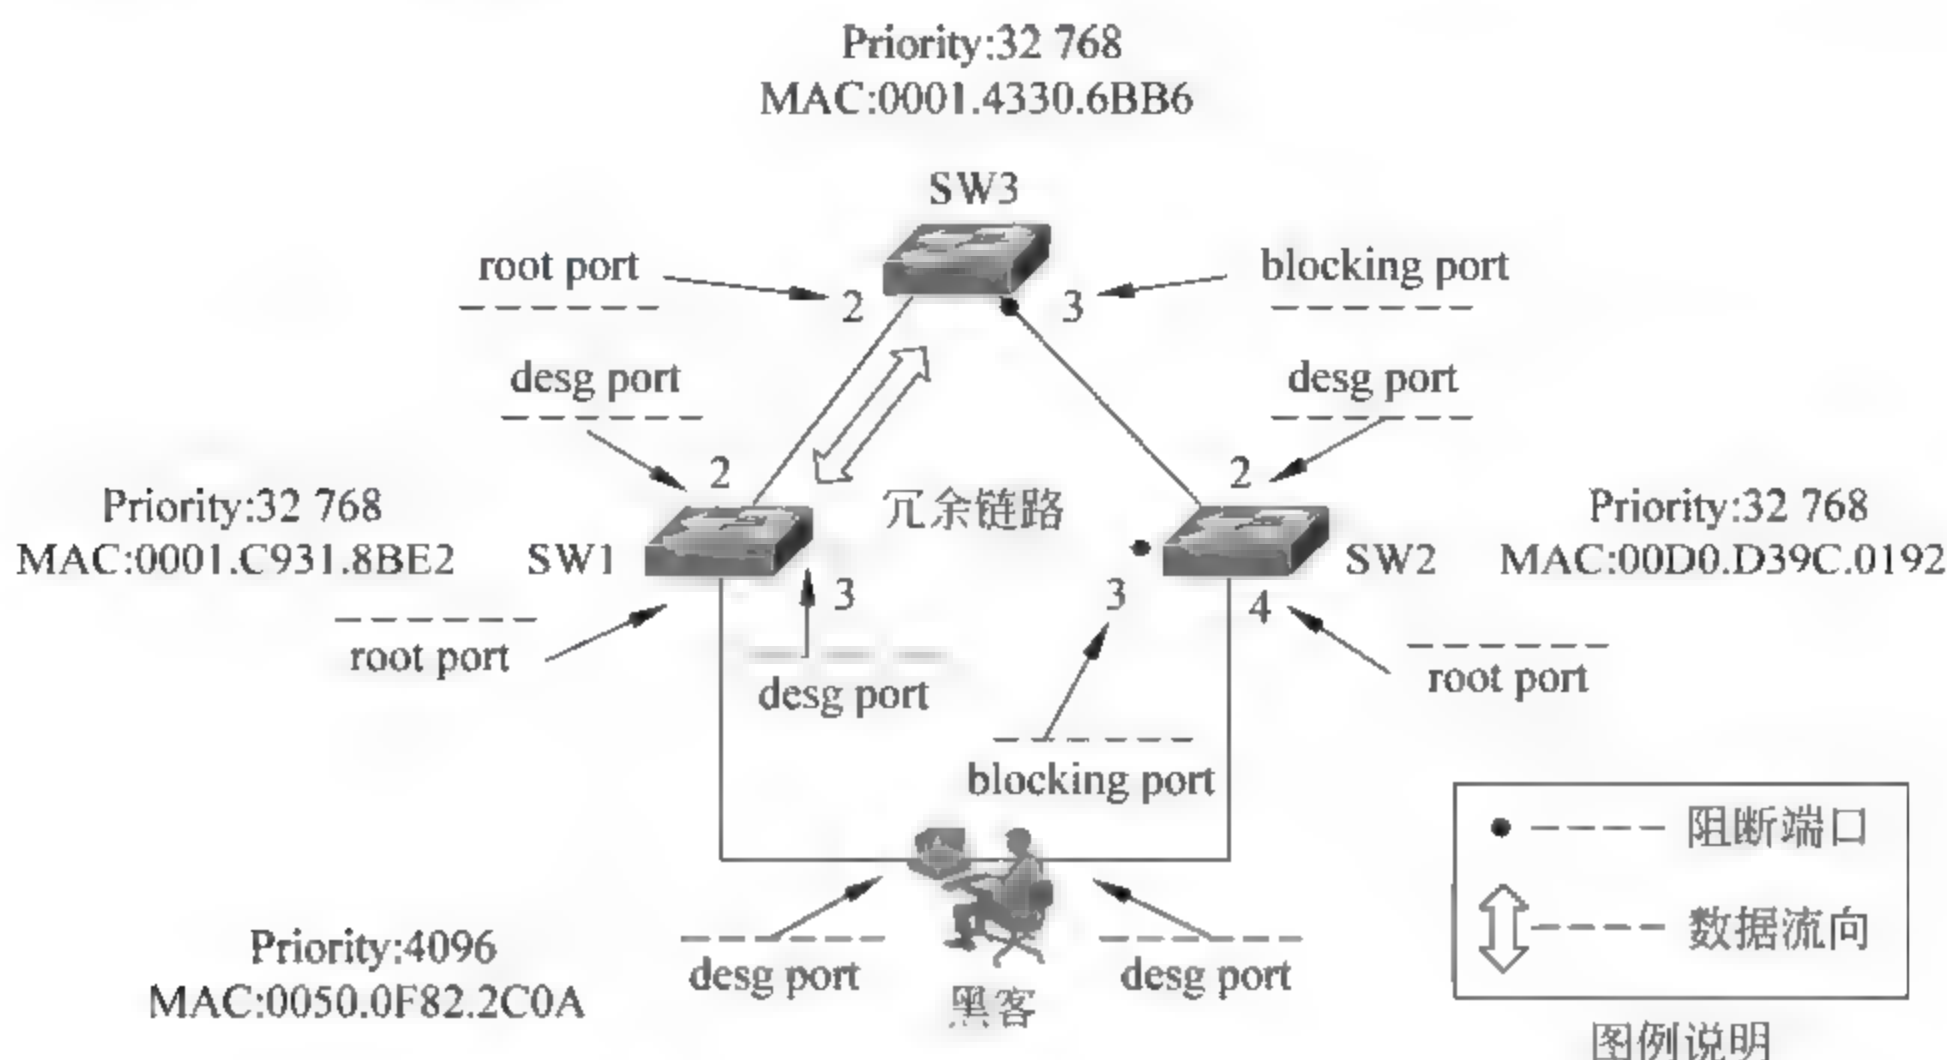 Priority:32 768
MAC:0001.4330.6BB6
SW3
root port
blocking port
2
3
desg port
desg port
2
2
冗余链路
Priority:32 768
MAC:0001.C931.8BE2
SW1
SW2
Priority:32 768
MAC:00D0.D39C.0192
3
3
4
root port
desg port
root port
blocking port
阻断端口
数据流向
Priority:4096
MAC:0050.0F82.2C0A
desg port
黑客
desg port
图例说明